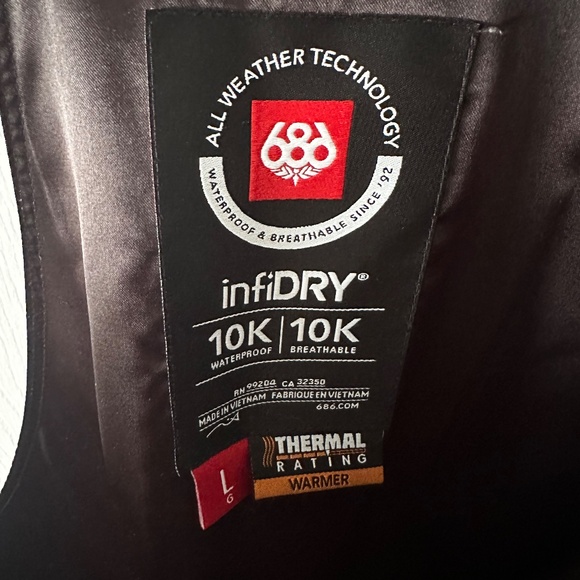 ALL WEATHER TECHNOLOGY
686
WATERPROOF & BREATHABLE SINCE '92
infiDRY®
10K | 10K
WATERPROOF BREATHABLE
RN 99204 CA 32350
MADE IN VIETNAM FABRIQUE EN VIETNAM
686.COM
L
G
THERMAL
RATING
WARMER